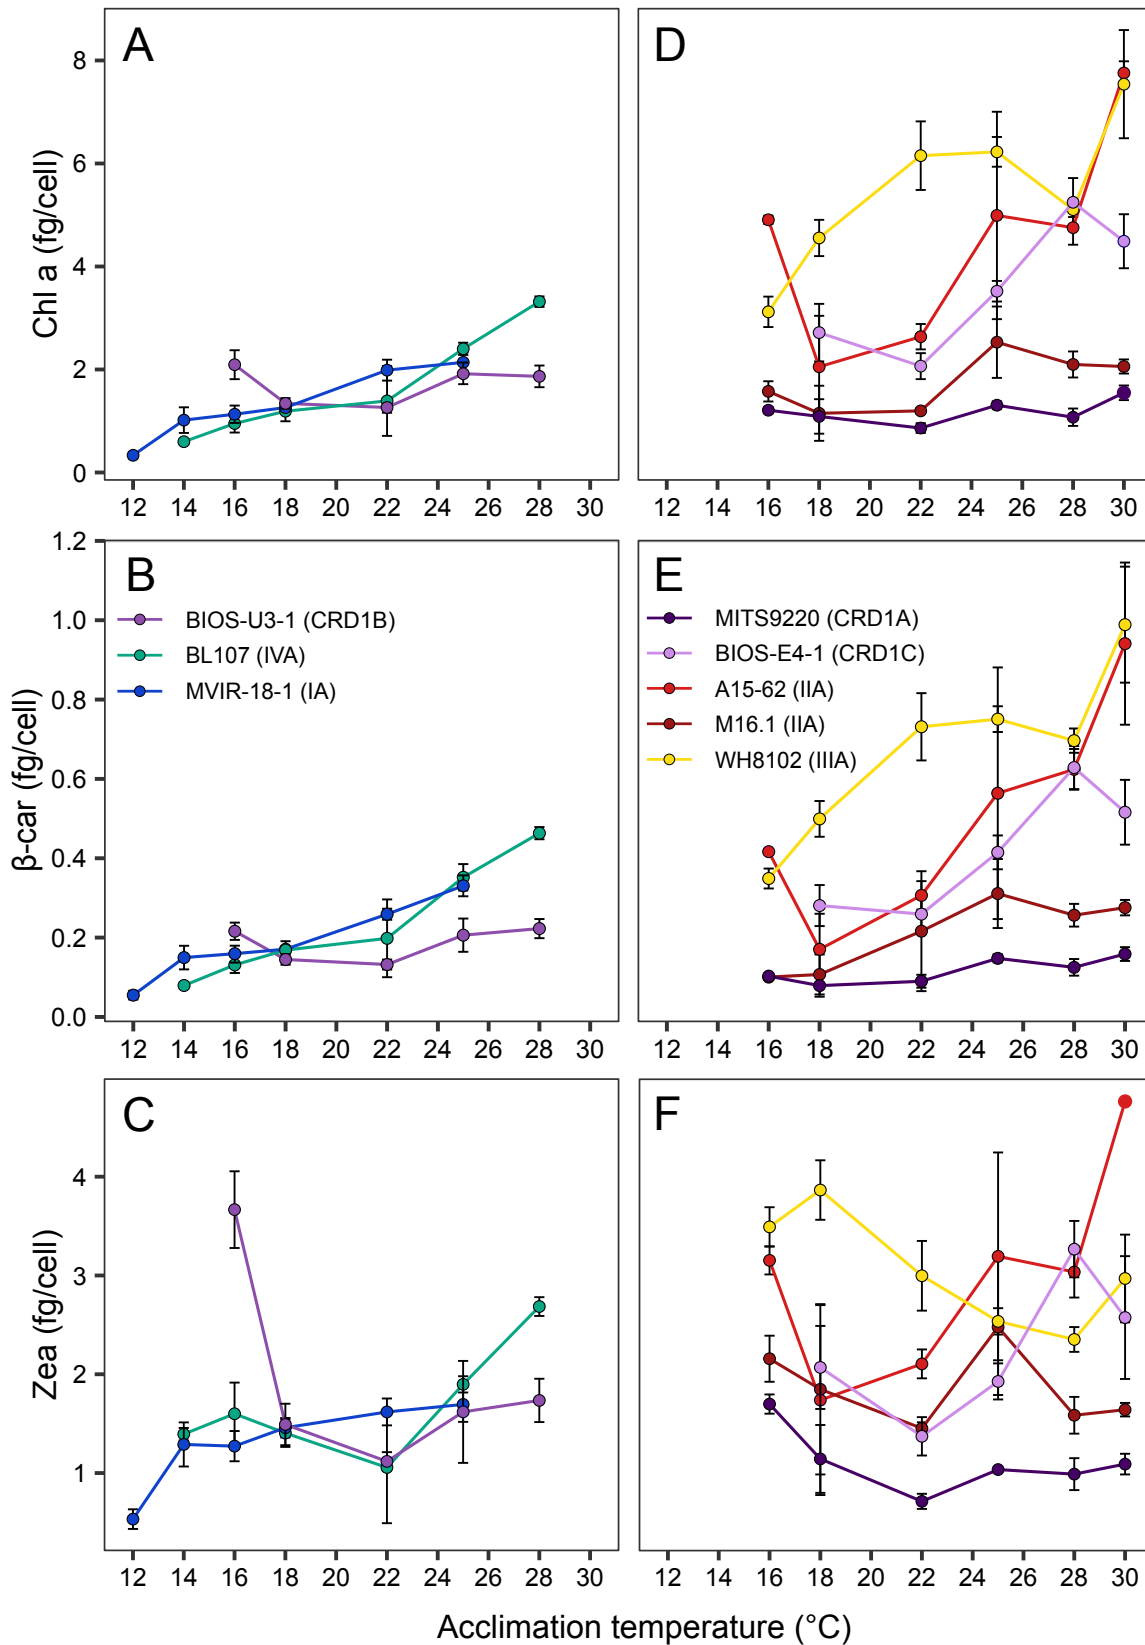 A
D
Chl a (fg/cell)
8
6
4
2
0
12 14 16 18 20 22 24 26 28 30
12 14 16 18 20 22 24 26 28 30
B
E
β-car (fg/cell)
1.2
1.0
0.8
0.6
0.4
0.2
0.0
BIOS-U3-1 (CRD1B)
BL107 (IVA)
MVIR-18-1 (IA)
MITS9220 (CRD1A)
BIOS-E4-1 (CRD1C)
A15-62 (IIA)
M16.1 (IIA)
WH8102 (IIIA)
12 14 16 18 20 22 24 26 28 30
12 14 16 18 20 22 24 26 28 30
C
F
Zea (fg/cell)
4
3
2
1
12 14 16 18 20 22 24 26 28 30
12 14 16 18 20 22 24 26 28 30
Acclimation temperature (°C)